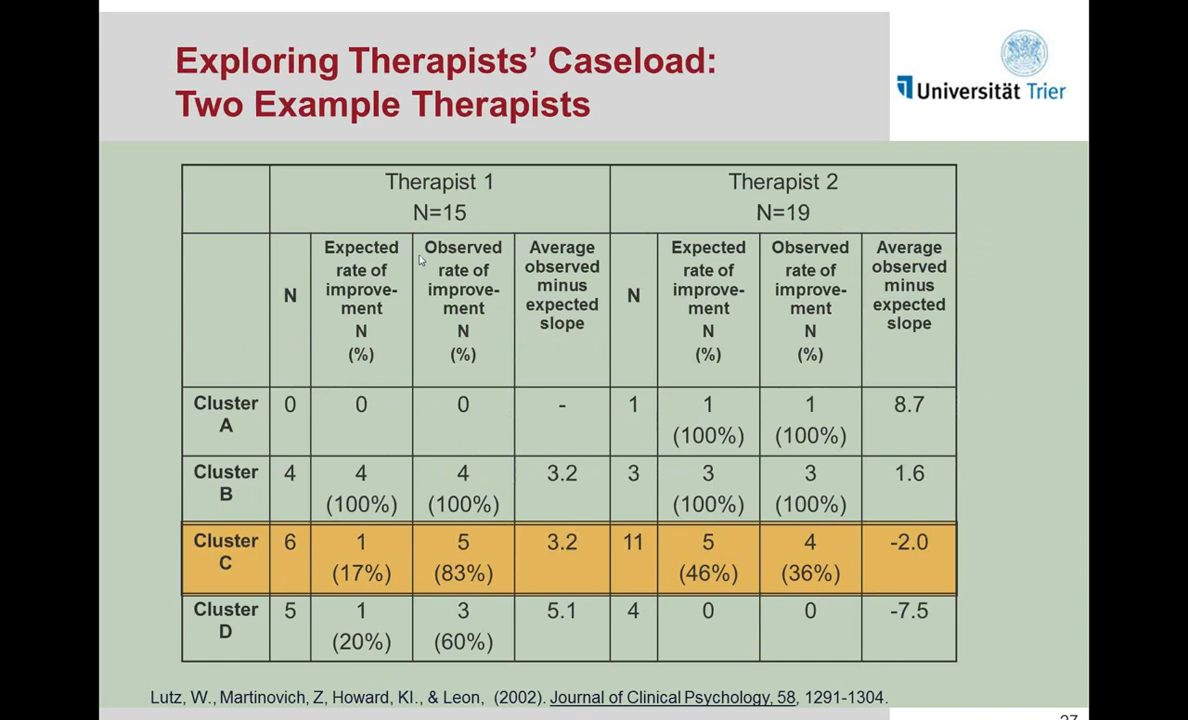 Exploring Therapists' Caseload:
Two Example Therapists
Universität Trier
Therapist 1
N=15
Therapist 2
N=19
N
Expected
rate of
improve-
ment
N
(%)
Observed
rate of
improve-
ment
N
(%)
Average
observed
minus
expected
slope
N
Expected
rate of
improve-
ment
N
(%)
Observed
rate of
improve-
ment
N
(%)
Average
observed
minus
expected
slope
Cluster
A
0
0
0
-
1
1
(100%)
1
(100%)
8.7
Cluster
B
4
4
(100%)
4
(100%)
3.2
3
3
(100%)
3
(100%)
1.6
Cluster
C
6
1
(17%)
5
(83%)
3.2
11
5
(46%)
4
(36%)
-2.0
Cluster
D
5
1
(20%)
3
(60%)
5.1
4
0
0
-7.5
Lutz, W., Martinovich, Z, Howard, KI., & Leon, (2002). Journal of Clinical Psychology, 58, 1291-1304.
27